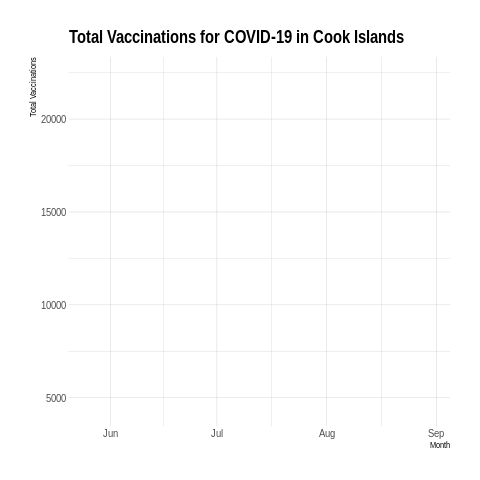 Total Vaccinations for COVID-19 in Cook Islands
Total Vaccinations
20000
15000
10000
5000
Jun Jul Aug Sep
Month